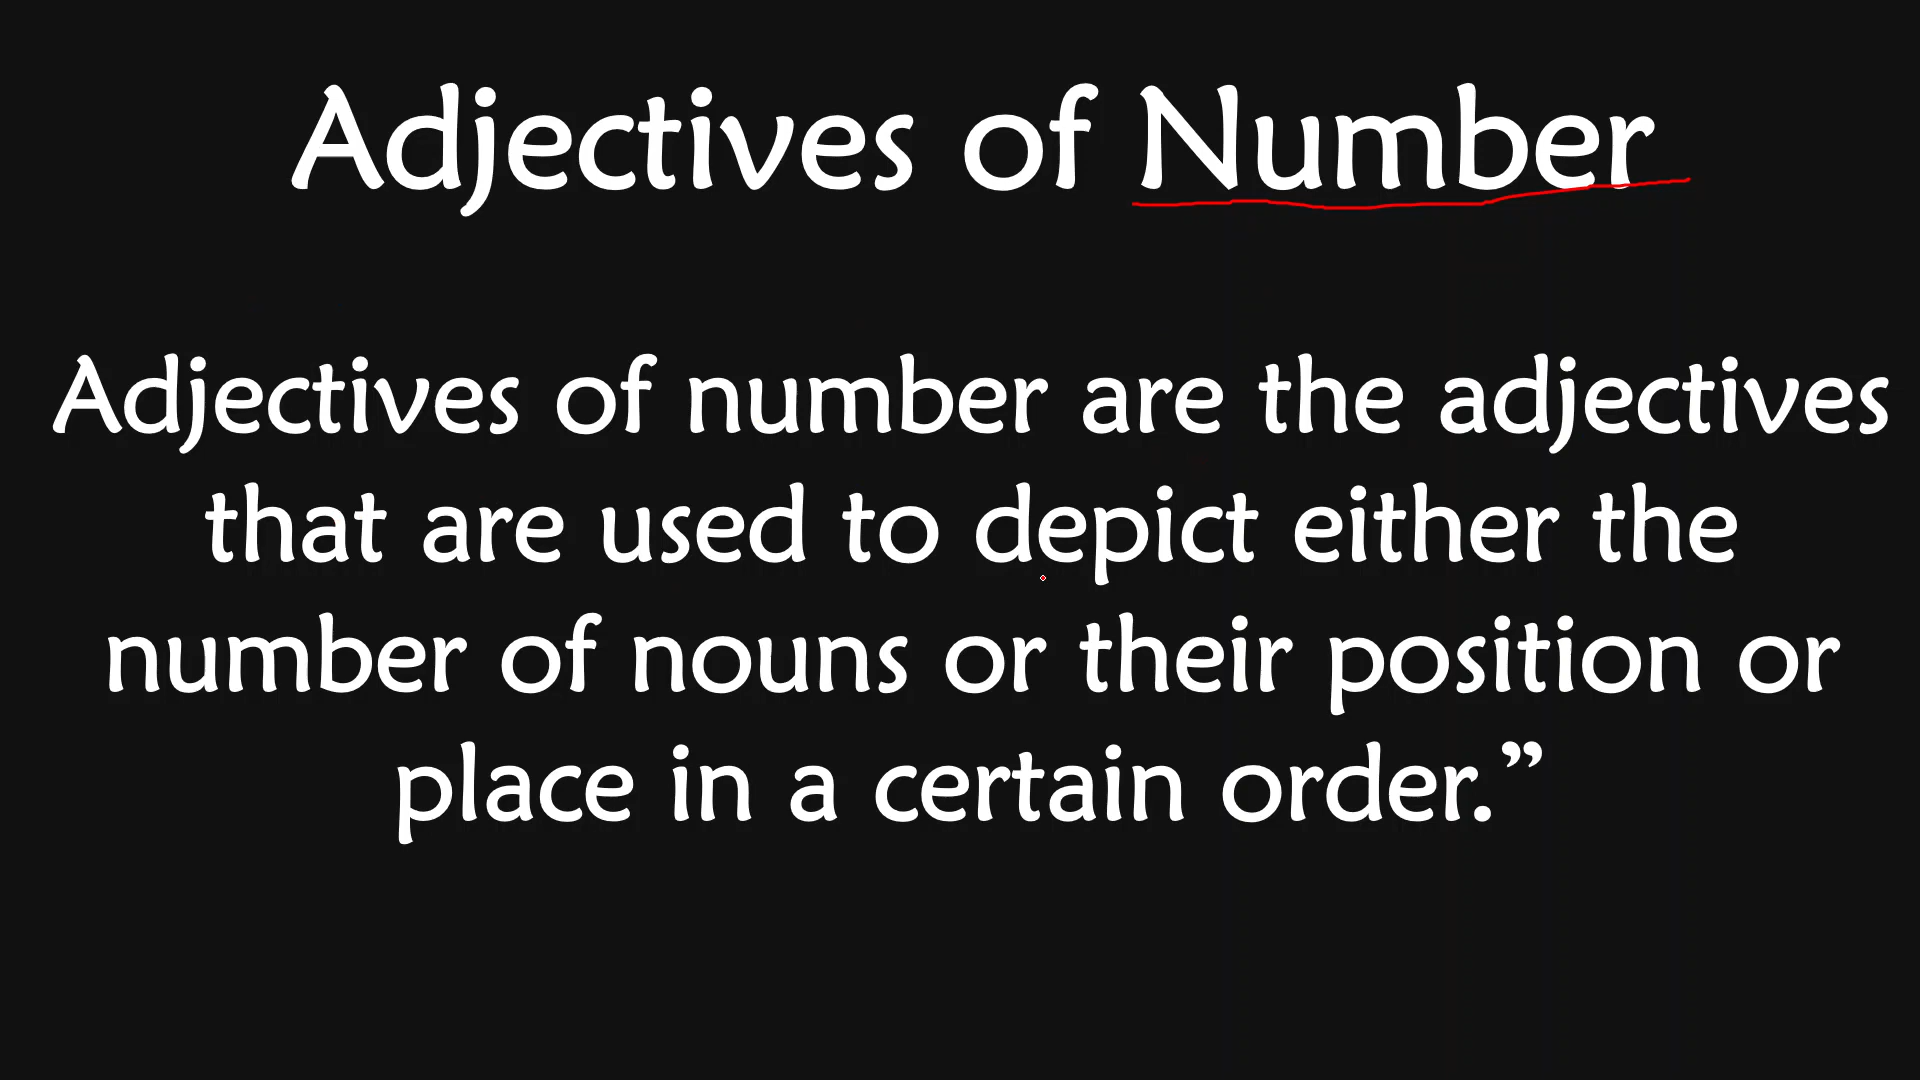 Adjectives of Number
Adjectives of number are the adjectives
that are used to depict either the
number of nouns or their position or
place in a certain order.”